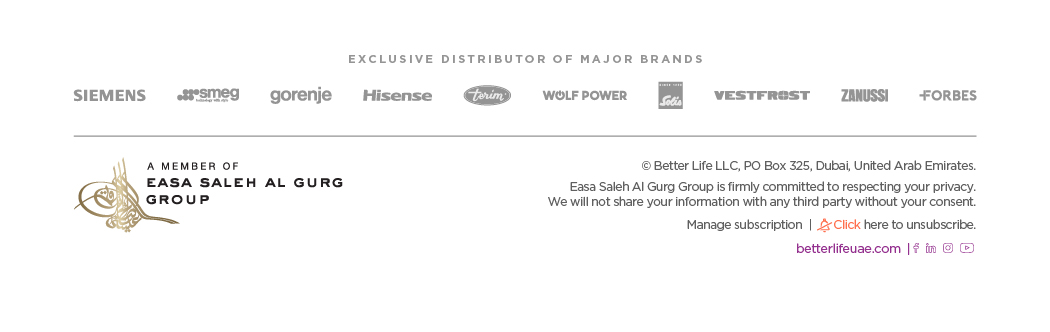 EXCLUSIVE DISTRIBUTOR OF MAJOR BRANDS
SIEMENS smeg gorenje Hisense terim WOLF POWER Solis VESTFROST ZANUSSI FORBES
A MEMBER OF
EASA SALEH AL GURG
GROUP
© Better Life LLC, PO Box 325, Dubai, United Arab Emirates.
Easa Saleh Al Gurg Group is firmly committed to respecting your privacy.
We will not share your information with any third party without your consent.
Manage subscription | Click here to unsubscribe.
betterlifeuae.com |